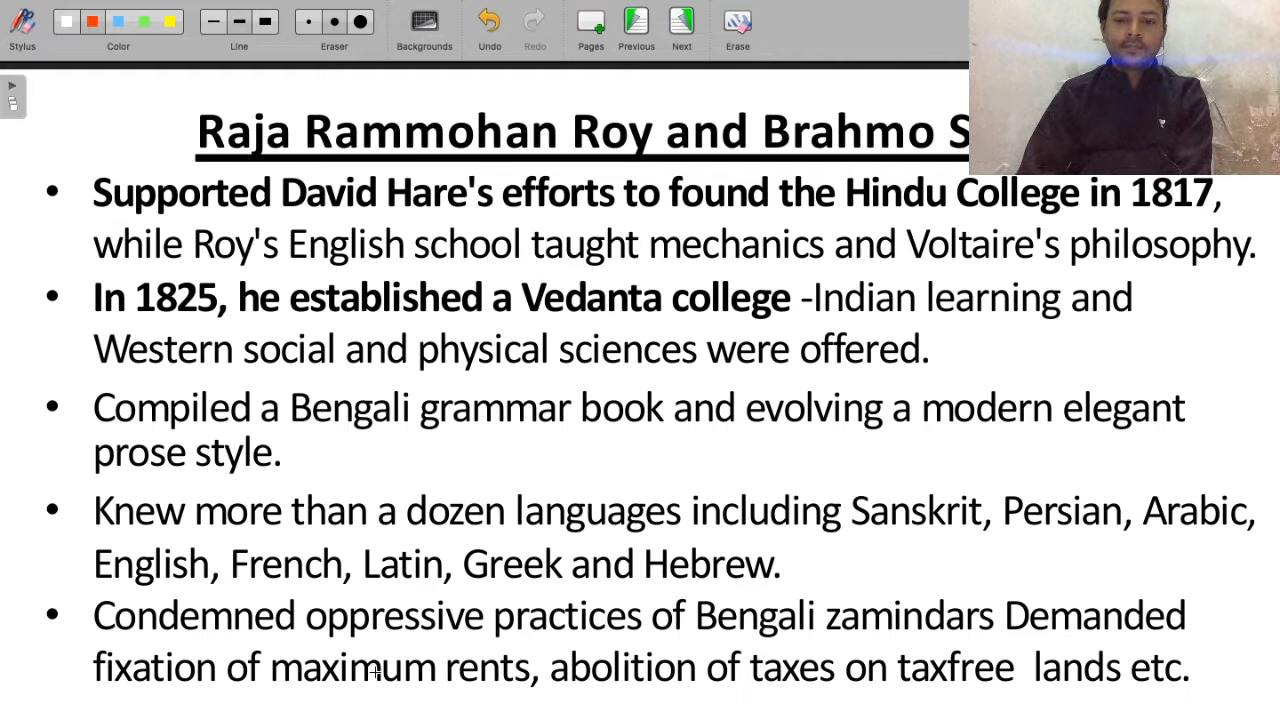 Stylus Color Line Eraser Backgrounds Undo Redo Pages Previous Next Erase
Raja Rammohan Roy and Brahmo S
• Supported David Hare's efforts to found the Hindu College in 1817,
while Roy's English school taught mechanics and Voltaire's philosophy.
• In 1825, he established a Vedanta college -Indian learning and
Western social and physical sciences were offered.
• Compiled a Bengali grammar book and evolving a modern elegant
prose style.
• Knew more than a dozen languages including Sanskrit, Persian, Arabic,
English, French, Latin, Greek and Hebrew.
• Condemned oppressive practices of Bengali zamindars Demanded
fixation of maximum rents, abolition of taxes on taxfree lands etc.